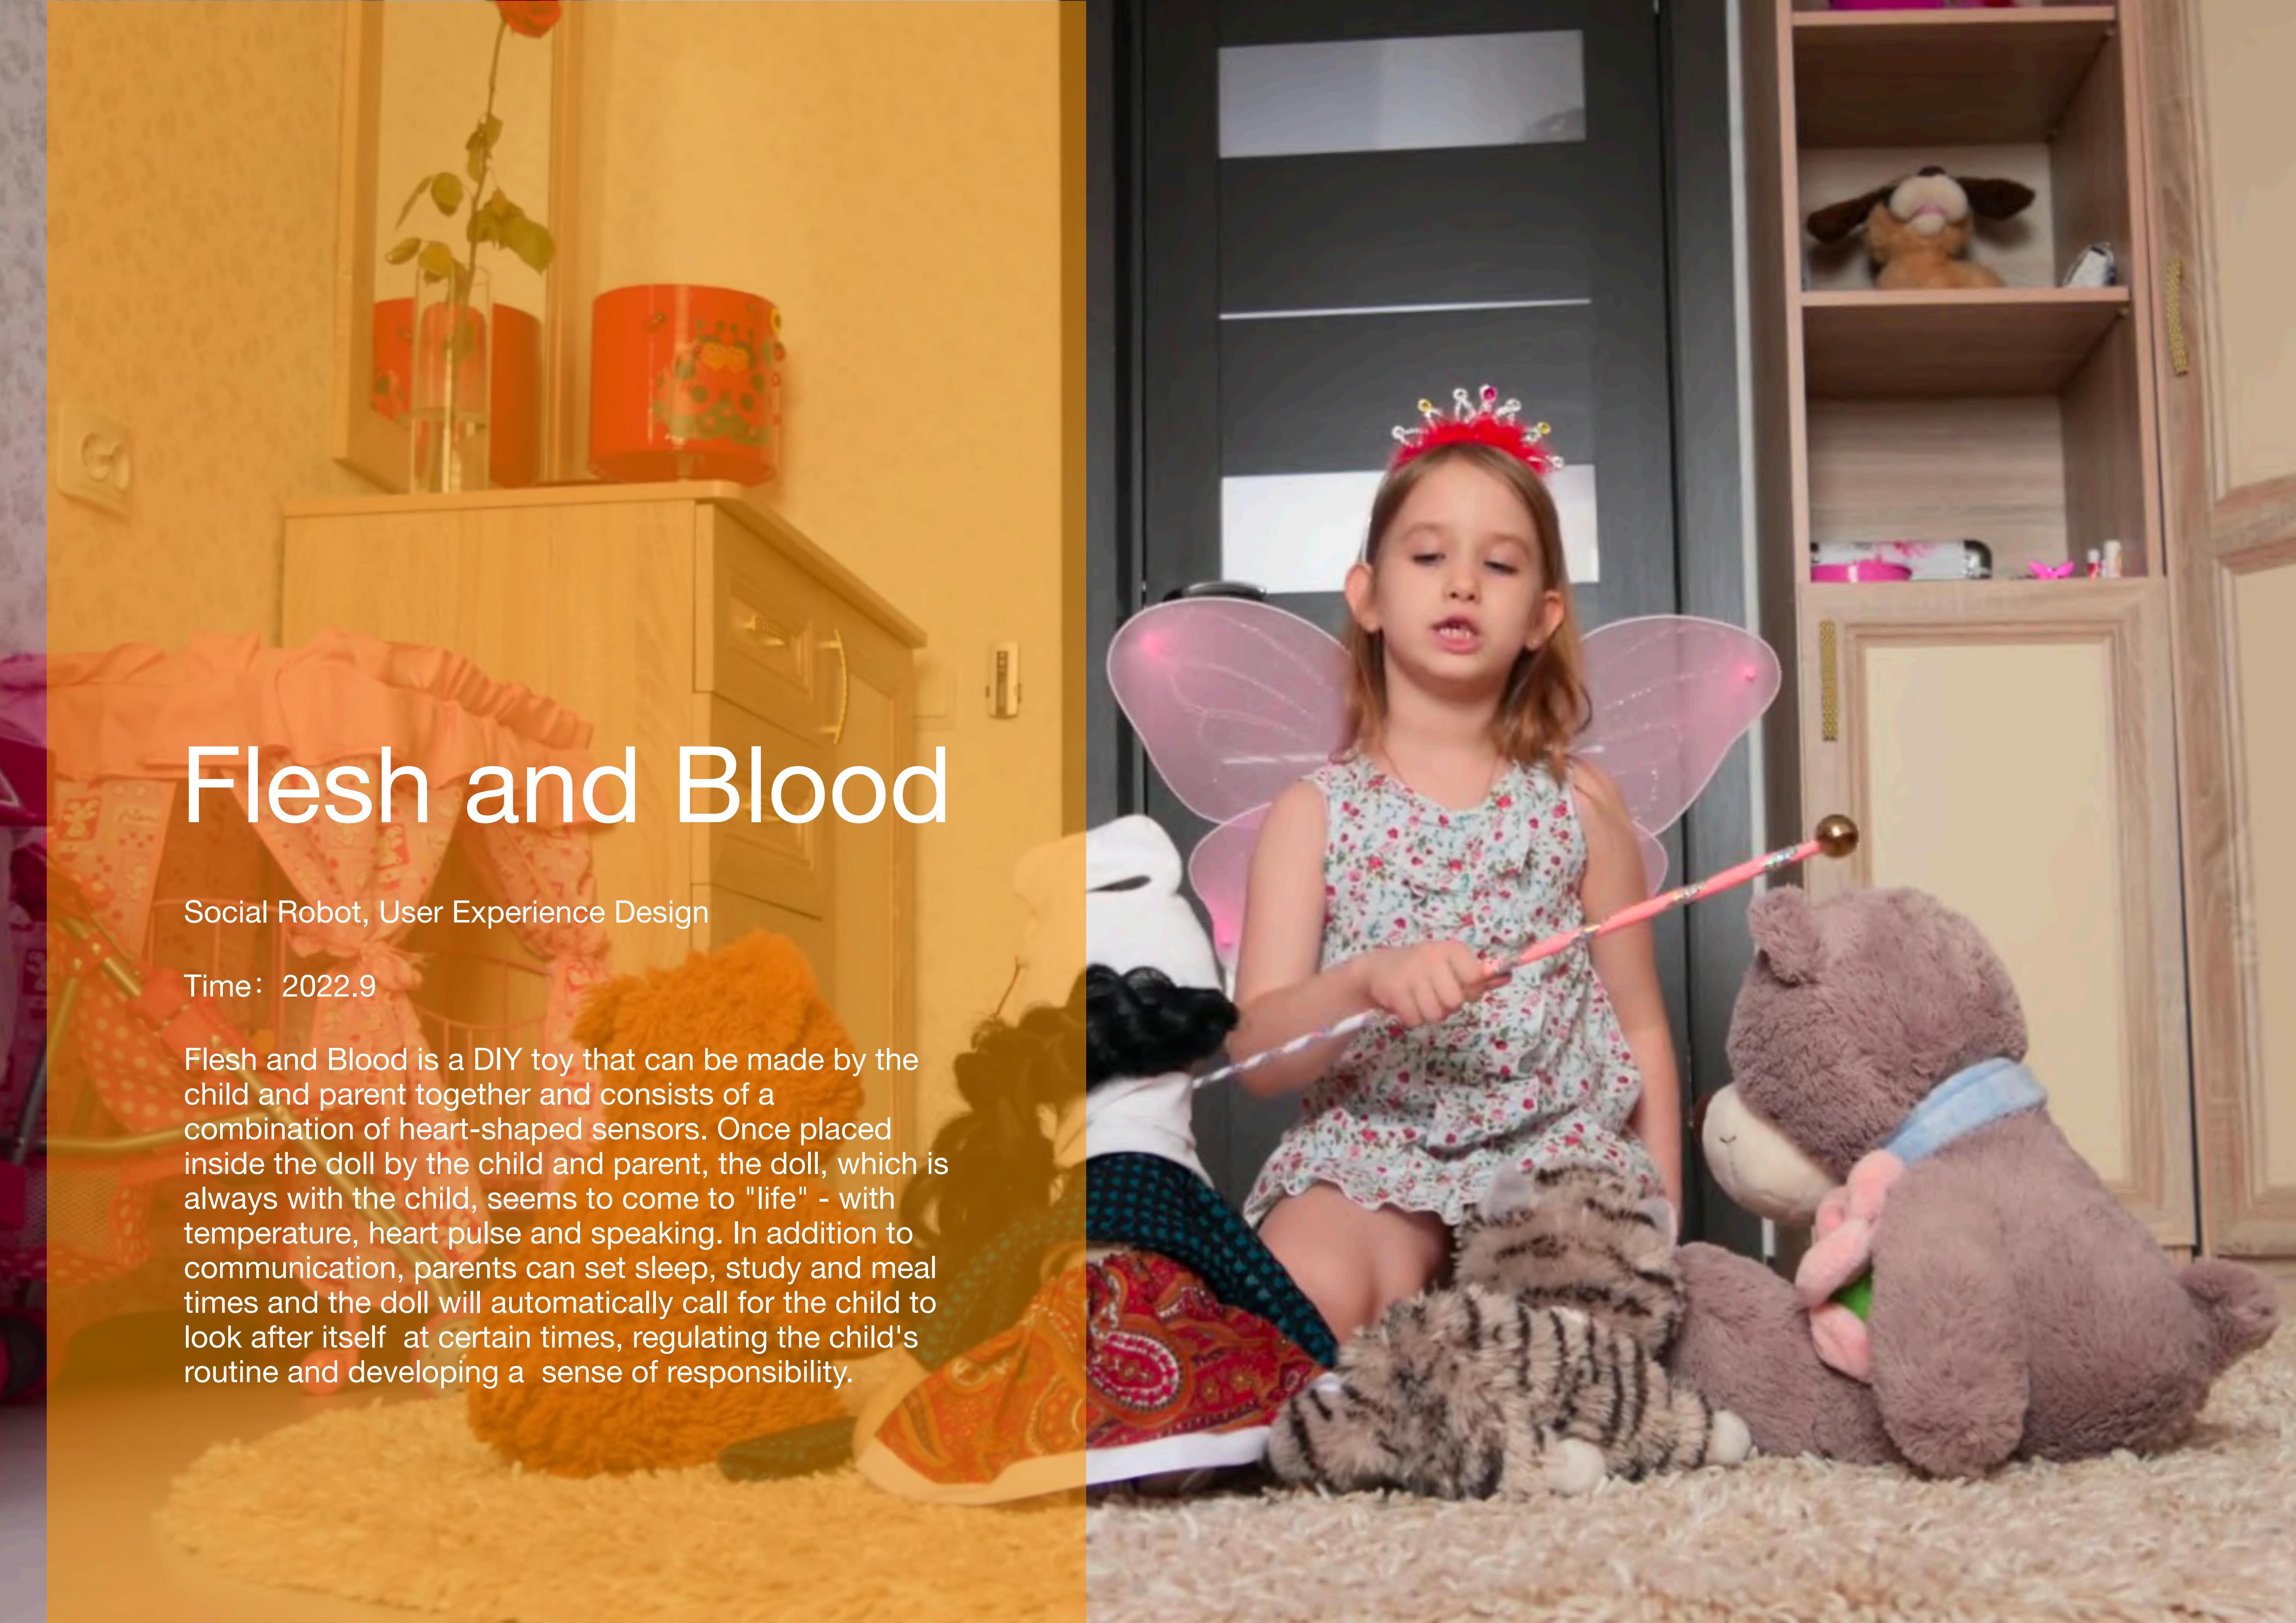 Flesh and Blood
Social Robot, User Experience Design
Time：2022.9
Flesh and Blood is a DIY toy that can be made by the
child and parent together and consists of a
combination of heart-shaped sensors. Once placed
inside the doll by the child and parent, the doll, which is
always with the child, seems to come to "life" - with
temperature, heart pulse and speaking. In addition to
communication, parents can set sleep, study and meal
times and the doll will automatically call for the child to
look after itself  at certain times, regulating the child's
routine and developing a  sense of responsibility.